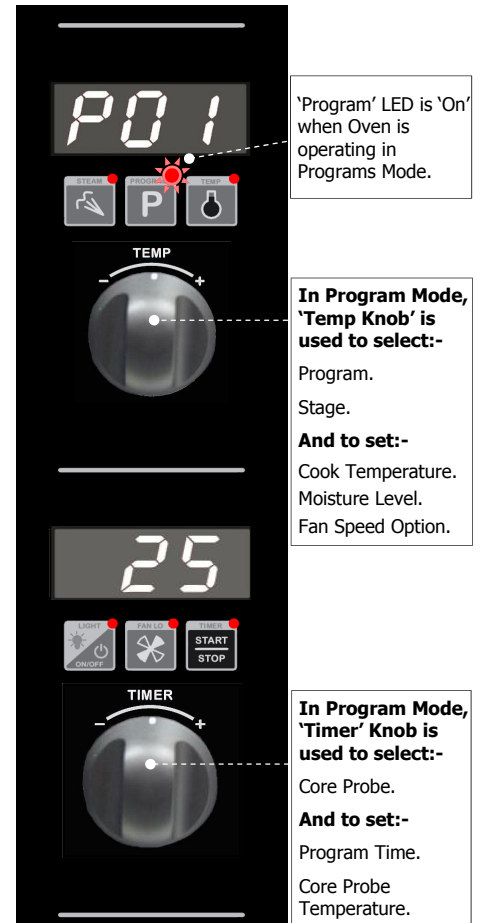 P01
'Program' LED is 'On'
when Oven is
operating in
Programs Mode.
STEAM PROGRAM TEMP
P
TEMP
- +
In Program Mode,
'Temp Knob' is
used to select:-
Program.
Stage.
And to set:-
Cook Temperature.
Moisture Level.
Fan Speed Option.
25
LIGHT FAN LO TIMER
ON/OFF START
STOP
TIMER
- +
In Program Mode,
'Timer' Knob is
used to select:-
Core Probe.
And to set:-
Program Time.
Core Probe
Temperature.